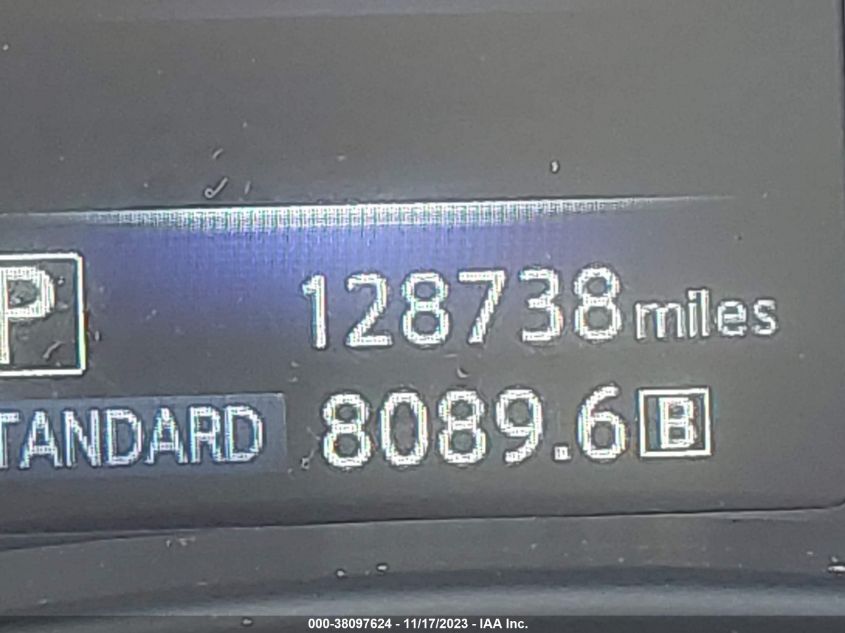 P
128738 miles
TANDARD 8089.6 B
000-38097624 - 11/17/2023 - IAA Inc.